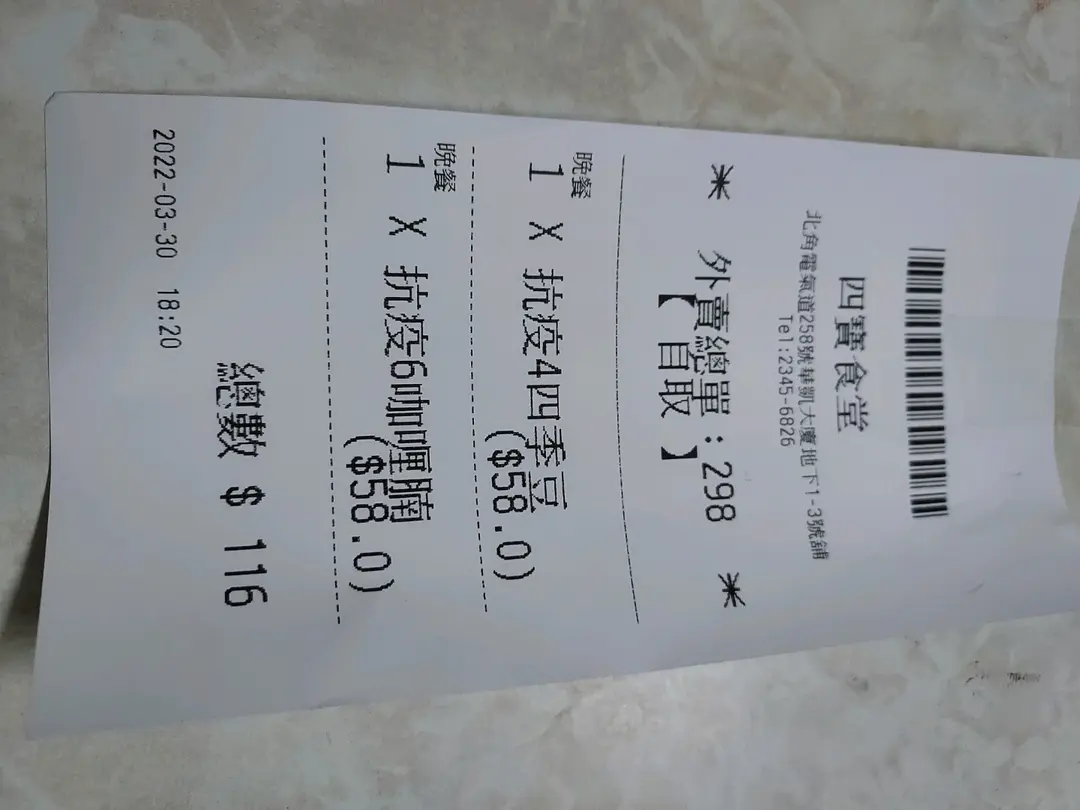 四寶食堂
北角電氣道258號華凱大廈地下1-3號舖
Tel:2345-6826
* 外賣總單:298 *
【自取】
晚餐
1 X 抗疫4四季豆
($58.0)
晚餐
1 X 抗疫6咖喱腩
($58.0)
總數 $ 116
2022-03-30 18:20